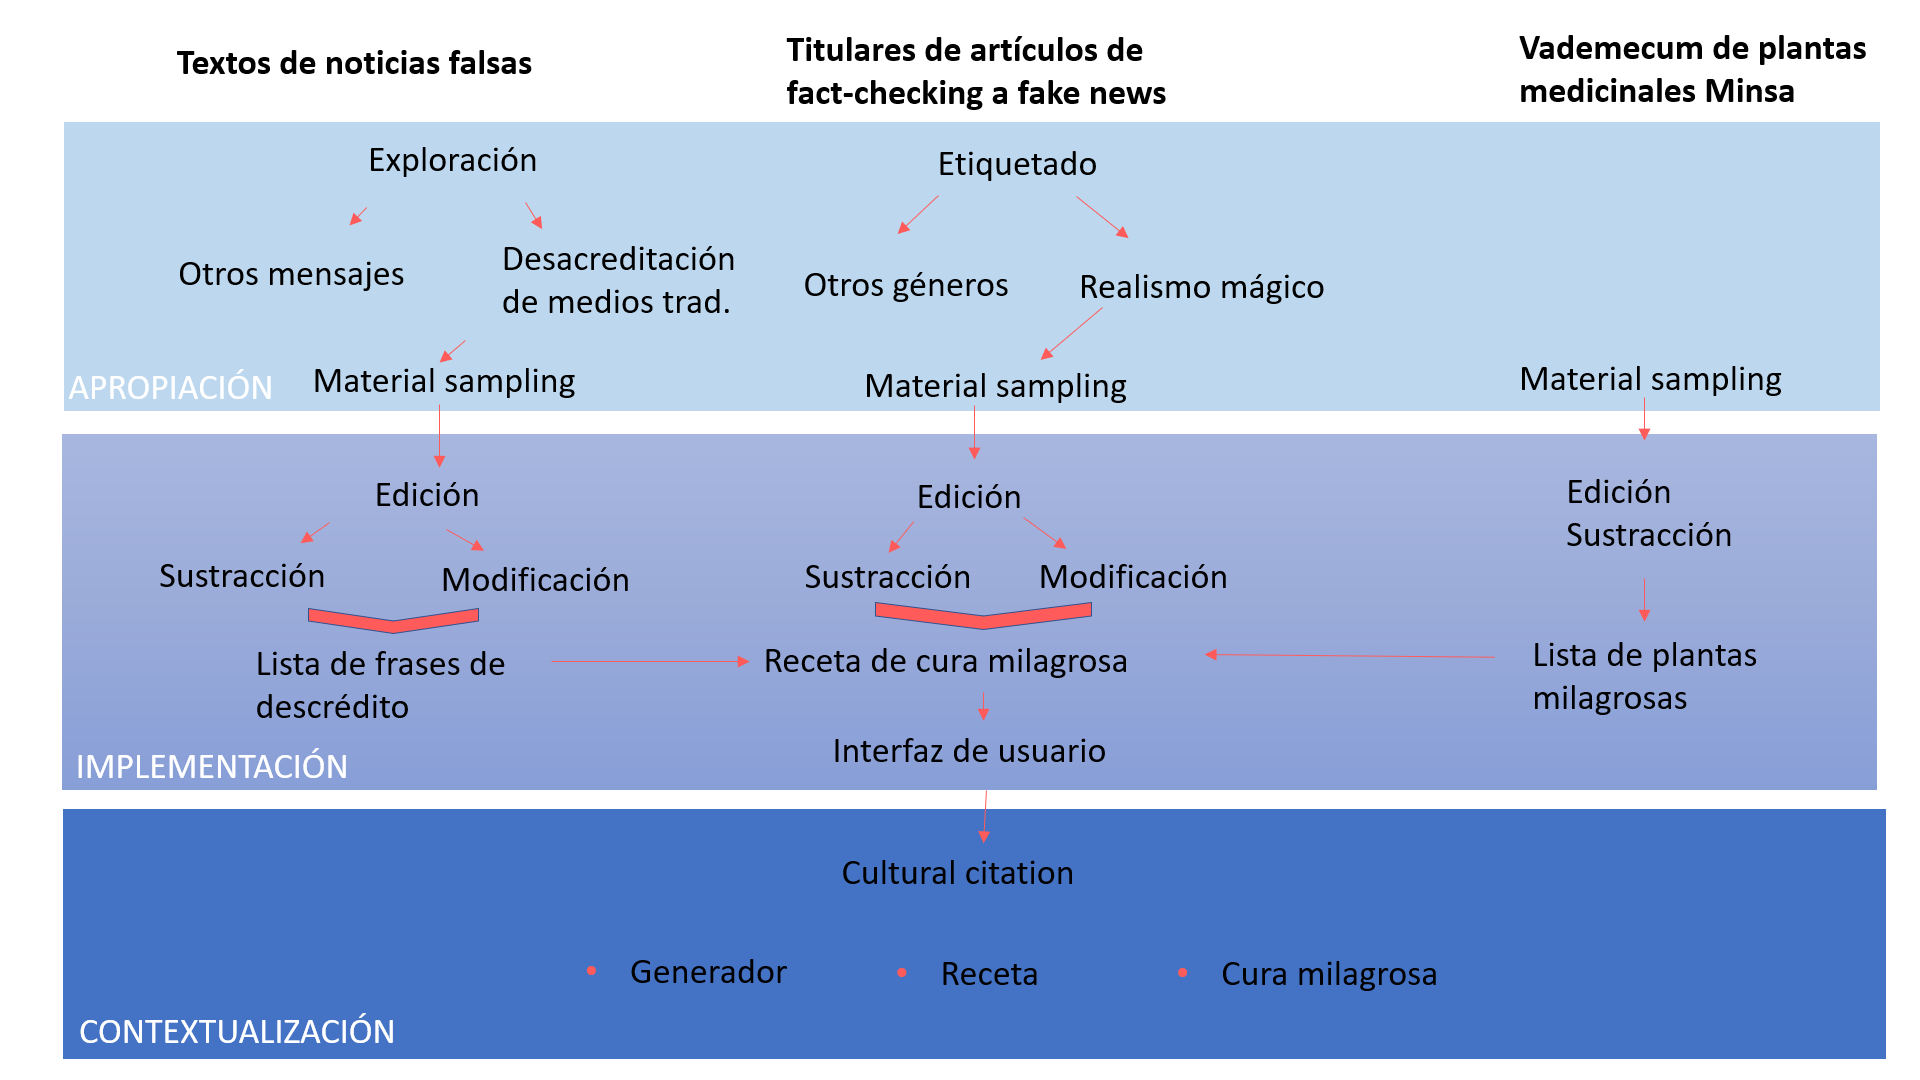 Textos de noticias falsas
Titulares de artículos de
fact-checking a fake news
Vademecum de plantas
medicinales Minsa
Exploración
Etiquetado
Otros mensajes
Desacreditación
de medios trad.
Otros géneros
Realismo mágico
APROPIACIÓN
Material sampling
Material sampling
Material sampling
Edición
Edición
Edición
Sustracción
Sustracción
Modificación
Sustracción
Modificación
Lista de frases de
descrédito
Receta de cura milagrosa
Lista de plantas
milagrosas
Interfaz de usuario
IMPLEMENTACIÓN
Cultural citation
• Generador
• Receta
• Cura milagrosa
CONTEXTUALIZACIÓN